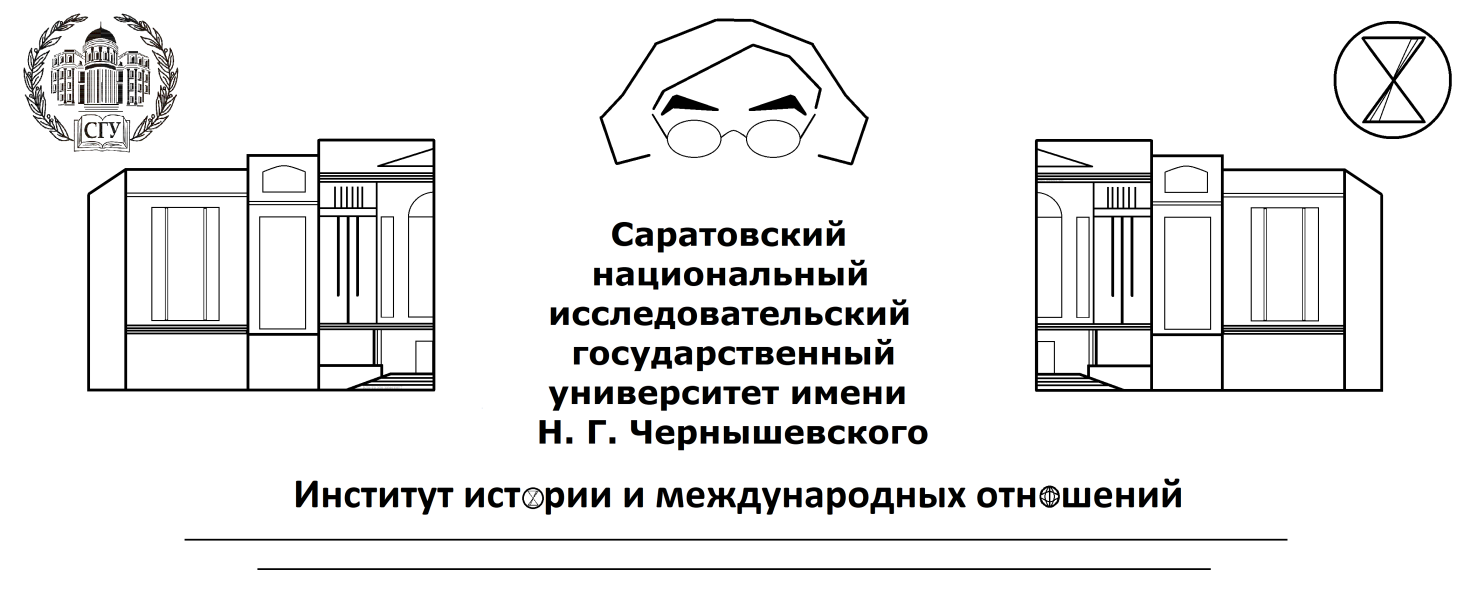 СГУ
Саратовский
национальный
исследовательский
государственный
университет имени
Н. Г. Чернышевского
Институт истории и международных отношений